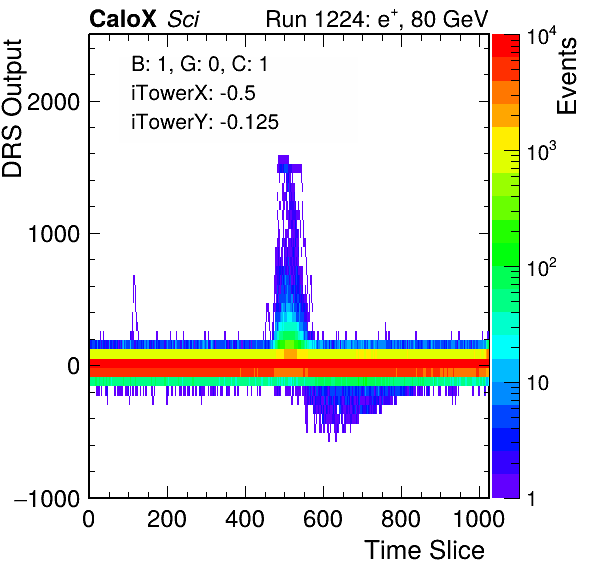 CaloX Sci Run 1224: e⁺, 80 GeV
B: 1, G: 0, C: 1
iTowerX: -0.5
iTowerY: -0.125
DRS Output
2000
1000
0
−1000
0 200 400 600 800 1000
Time Slice
Events
10⁴
10³
10²
10
1